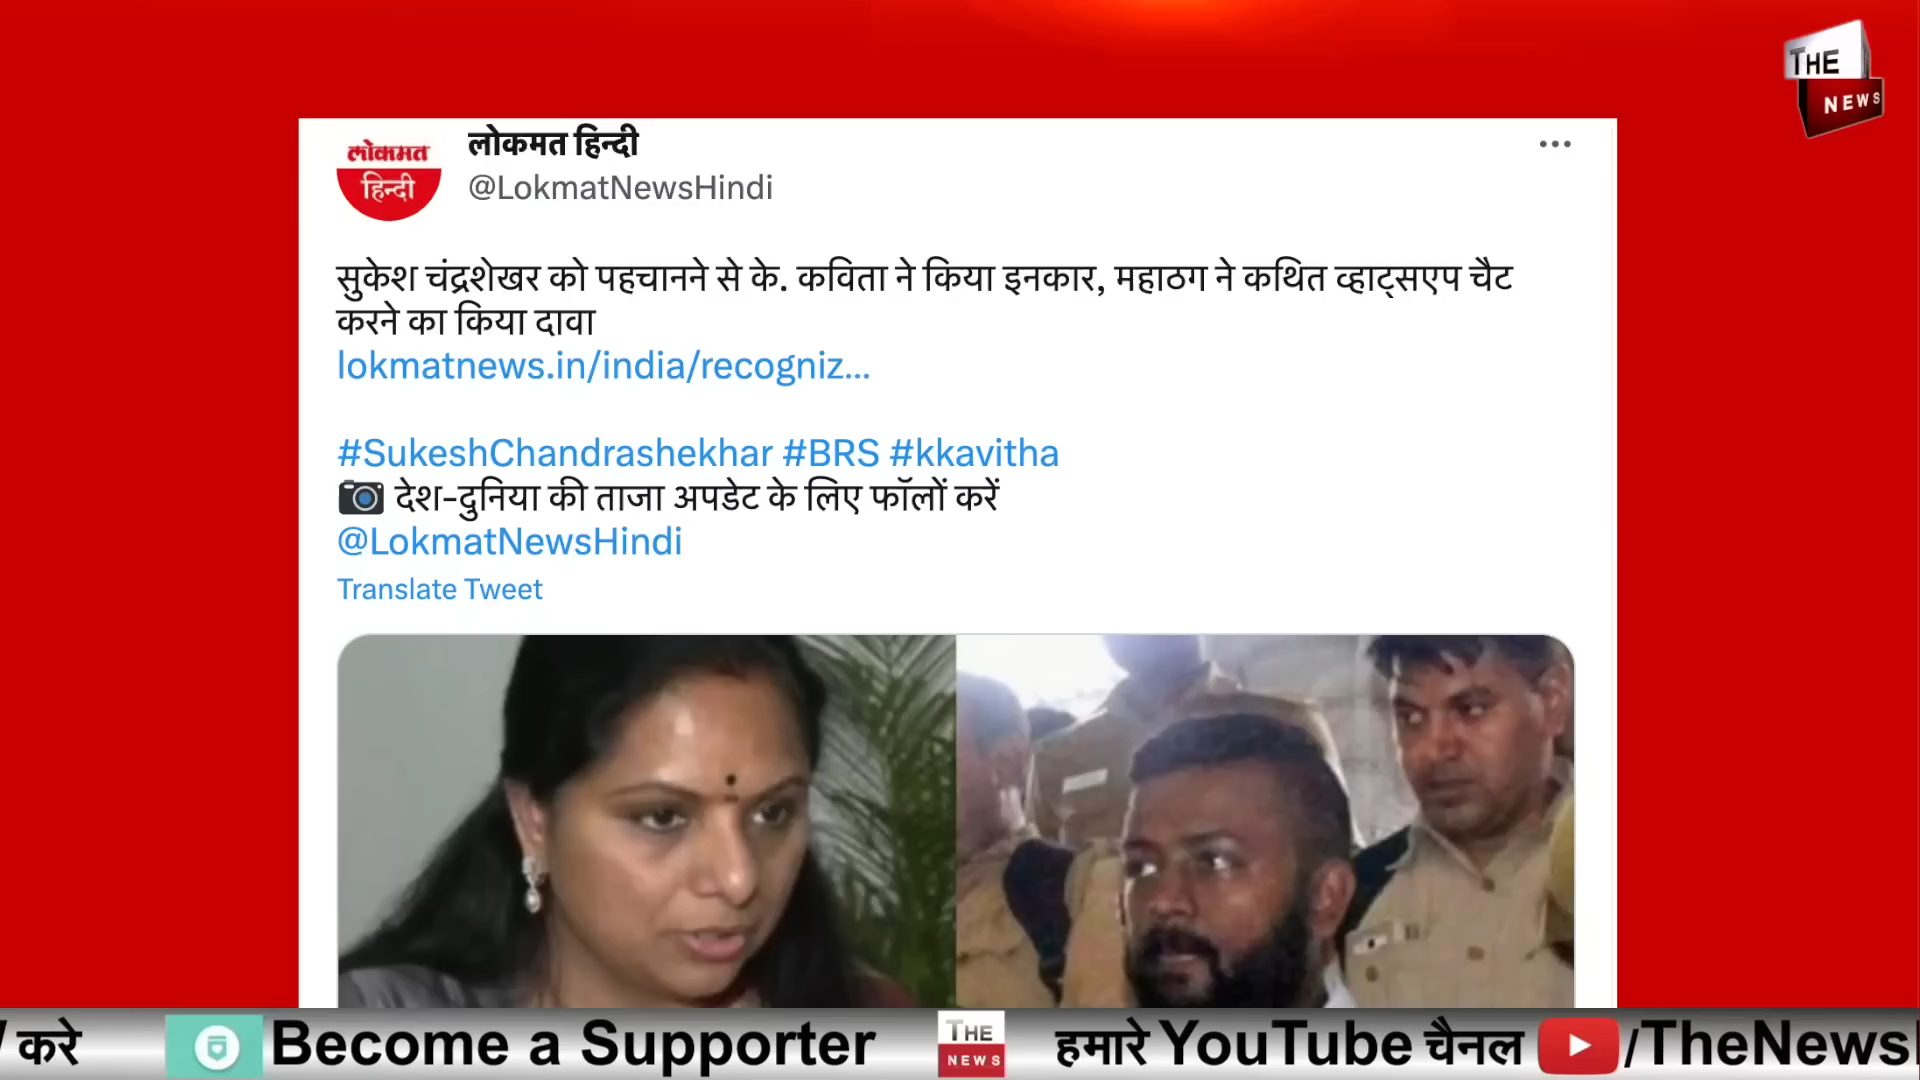 THE
NEWS
लोकमत
हिन्दी
लोकमत हिन्दी
@LokmatNewsHindi
सुकेश चंद्रशेखर को पहचानने से के. कविता ने किया इनकार, महाठग ने कथित व्हाट्सएप चैट
करने का किया दावा
lokmatnews.in/india/recogniz...
#SukeshChandrashekhar #BRS #kkavitha
देश-दुनिया की ताजा अपडेट के लिए फॉलों करें
@LokmatNewsHindi
Translate Tweet
/ करे Become a Supporter THE NEWS हमारे YouTube चैनल /TheNews